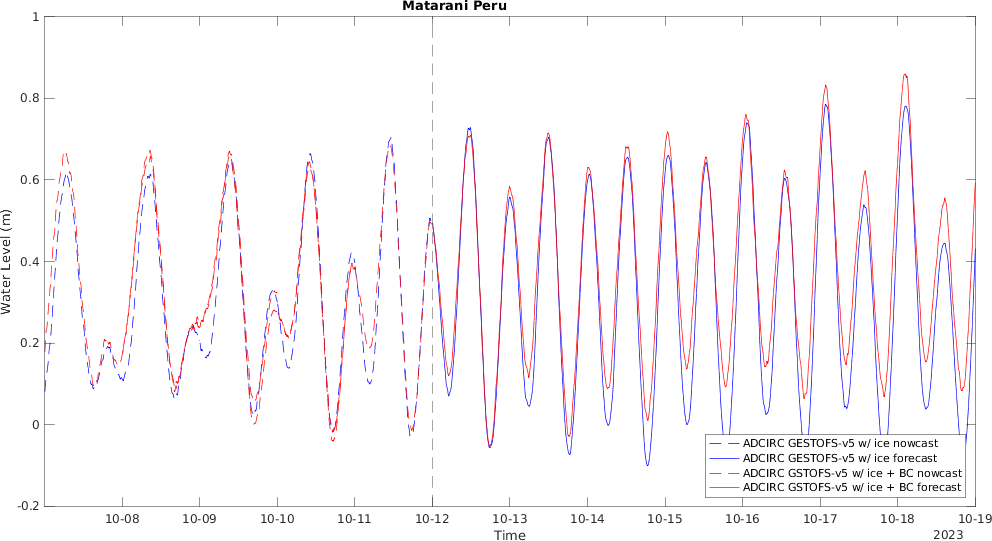 Matarani Peru
1
0.8
0.6
0.4
0.2
0
-0.2
Water Level (m)
10-08 10-09 10-10 10-11 10-12 10-13 10-14 10-15 10-16 10-17 10-18 10-19
Time
2023
ADCIRC GESTOFS-v5 w/ ice nowcast
ADCIRC GESTOFS-v5 w/ ice forecast
ADCIRC GSTOFS-v5 w/ ice + BC nowcast
ADCIRC GSTOFS-v5 w/ ice + BC forecast